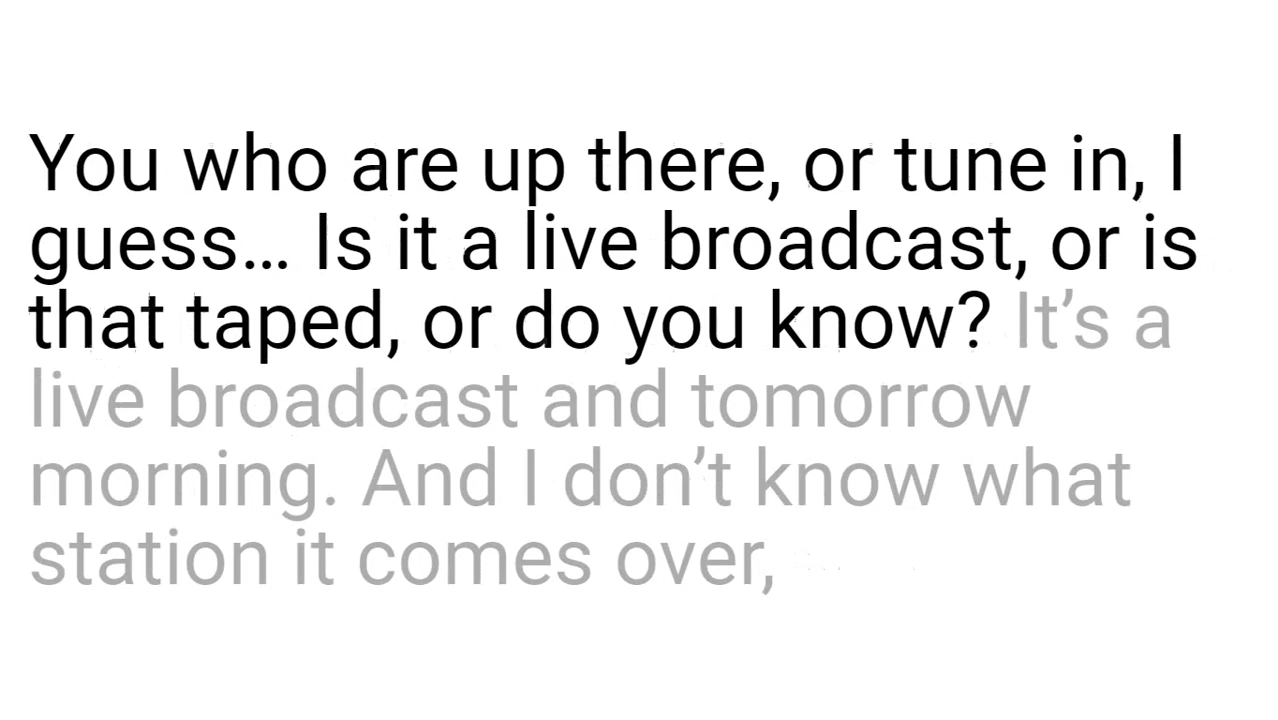 You who are up there, or tune in, I
guess… Is it a live broadcast, or is
that taped, or do you know? It’s a
live broadcast and tomorrow
morning. And I don’t know what
station it comes over,